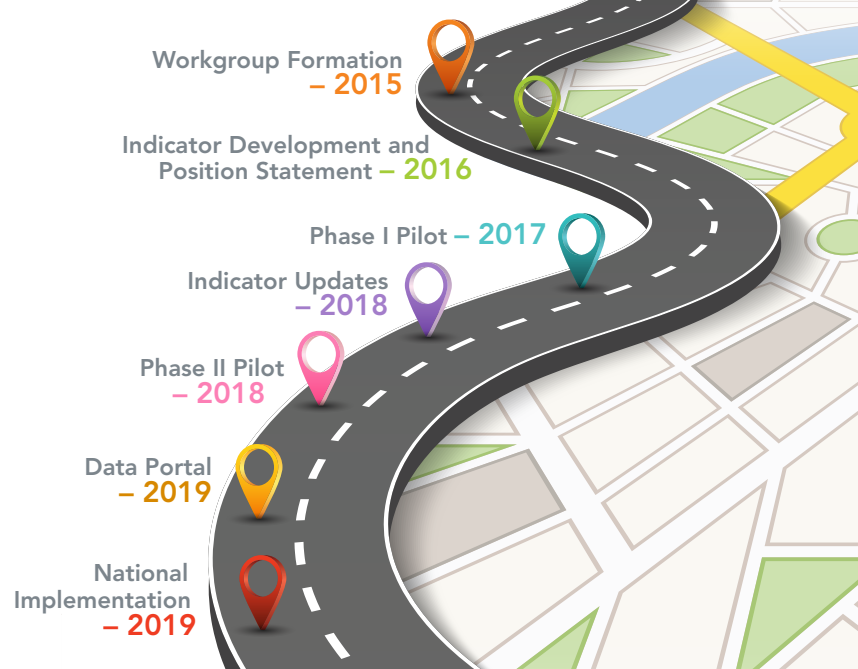 Workgroup Formation
– 2015
Indicator Development and
Position Statement – 2016
Phase I Pilot – 2017
Indicator Updates
– 2018
Phase II Pilot
– 2018
Data Portal
– 2019
National
Implementation
– 2019